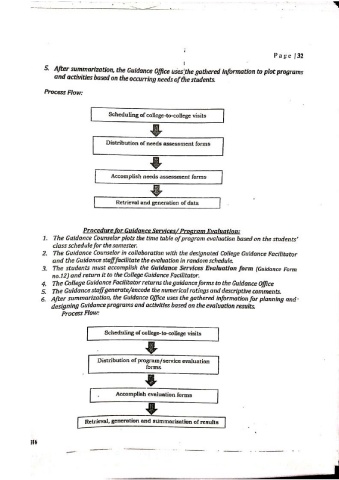 Page | 32
5. After summarization, the Guidance Office uses the gathered information to plot programs
and activities based on the occurring needs of the students.
Process Flow:
Scheduling of college-to-college visits
Distribution of needs assessment forms
Accomplish needs assessment forms
Retrieval and generation of data
Procedure for Guidance Services/ Program Evaluation:
1. The Guidance Counselor plots the time table of program evaluation based on the students'
class schedule for the semester.
2. The Guidance Counselor in collaboration with the designated College Guidance Facilitator
and the Guidance staff facilitate the evaluation in random schedule.
3. The students must accomplish the Guidance Services Evaluation form (Guidance Form
no.12) and return it to the College Guidance Facilitator.
4. The College Guidance Facilitator returns the guidance forms to the Guidance Office
5. The Guidance staff generate/encode the numerical ratings and descriptive comments.
6. After summarization, the Guidance Office uses the gathered information for planning and
designing Guidance programs and activities based on the evaluation results.
Process Flow:
Scheduling of college-to-college visits
Distribution of program/service evaluation
forms
Accomplish evaluation forms
Retrieval, generation and summarization of results